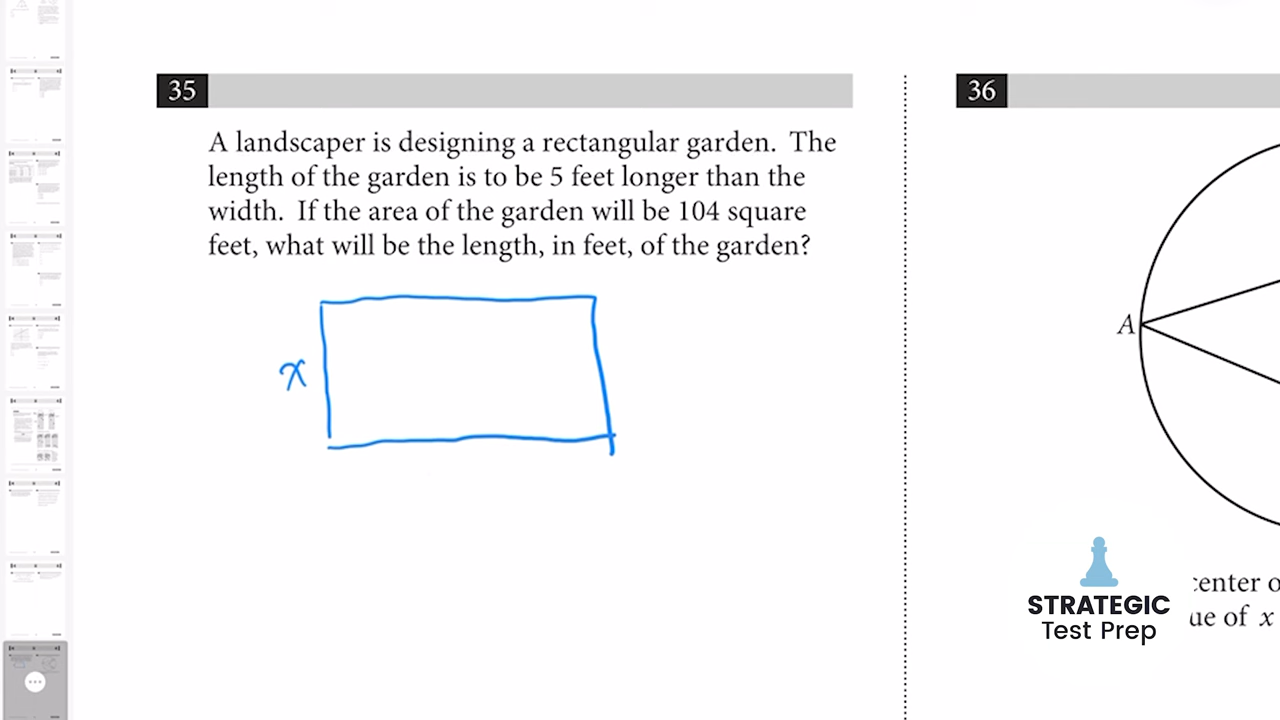 35
A landscaper is designing a rectangular garden. The
length of the garden is to be 5 feet longer than the
width. If the area of the garden will be 104 square
feet, what will be the length, in feet, of the garden?
x
36
A
center o
ue of x
STRATEGIC
Test Prep